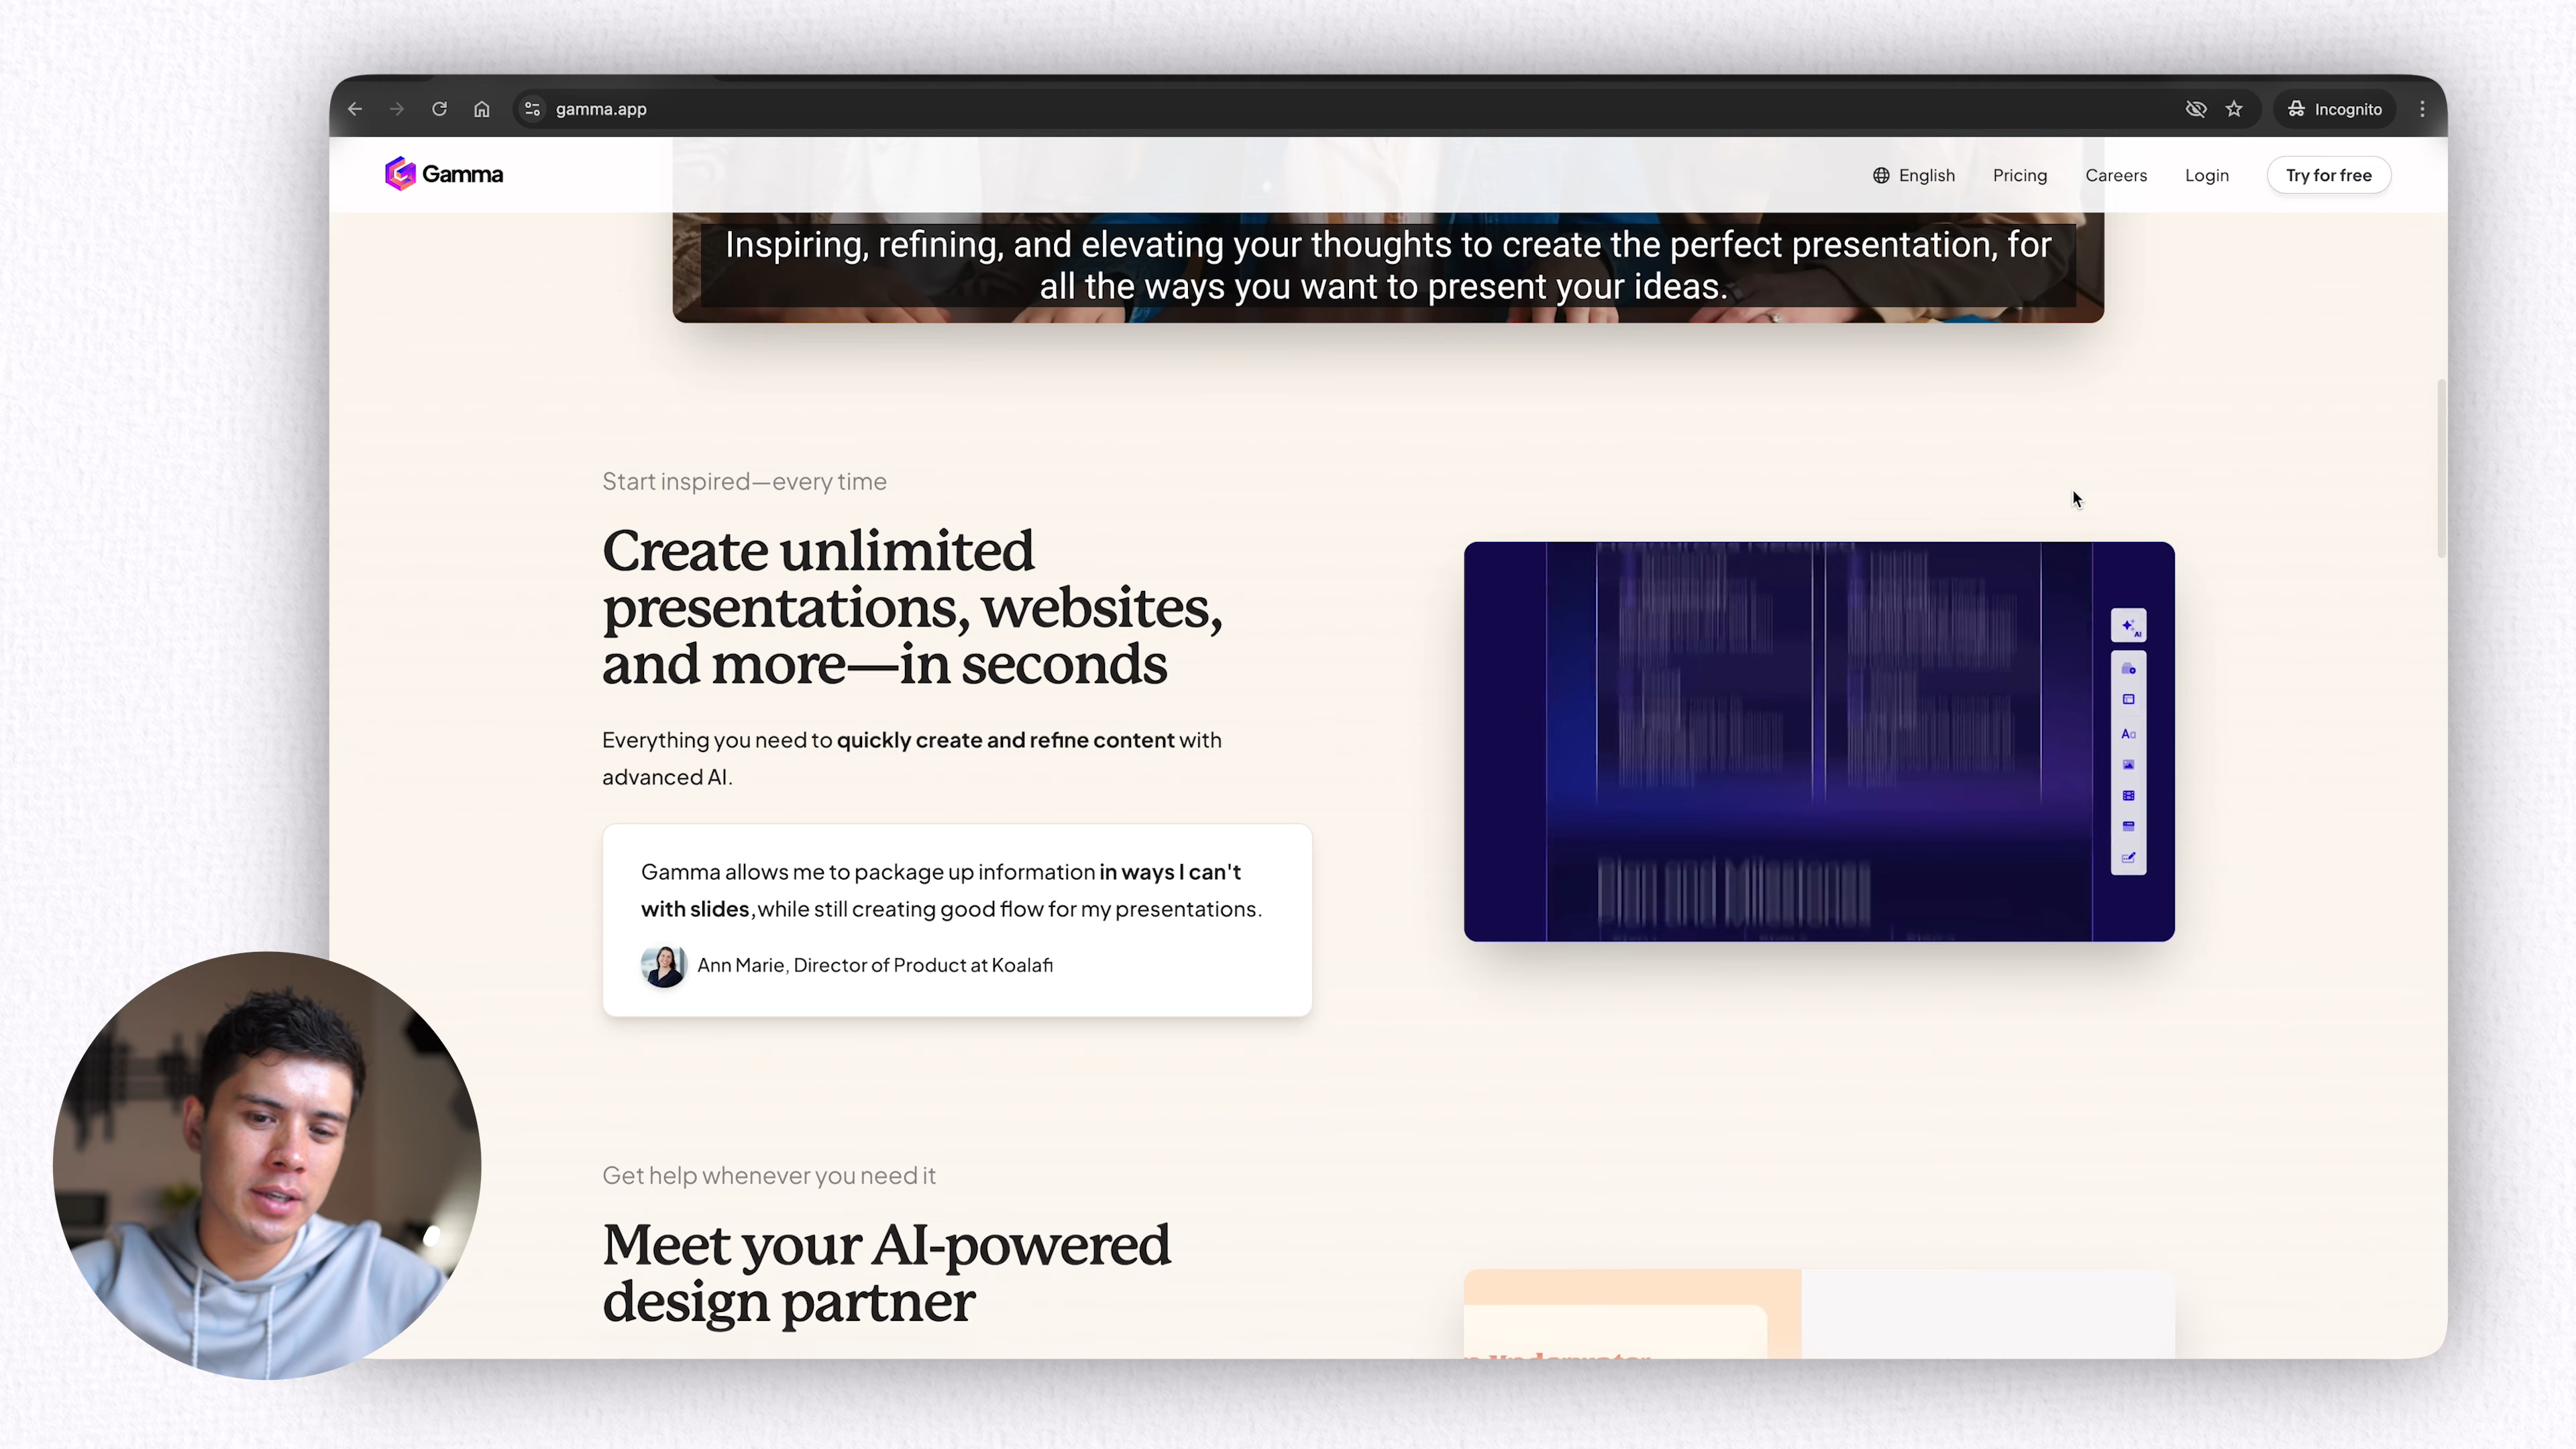 gamma.app
Incognito
Gamma
English
Pricing
Careers
Login
Try for free
Inspiring, refining, and elevating your thoughts to create the perfect presentation, for
all the ways you want to present your ideas.
Start inspired—every time
Create unlimited
presentations, websites,
and more—in seconds
Everything you need to quickly create and refine content with
advanced AI.
Gamma allows me to package up information in ways I can't
with slides,while still creating good flow for my presentations.
Ann Marie, Director of Product at Koalafi
AI
Aa
Plan and Milestones
Get help whenever you need it
Meet your AI-powered
design partner